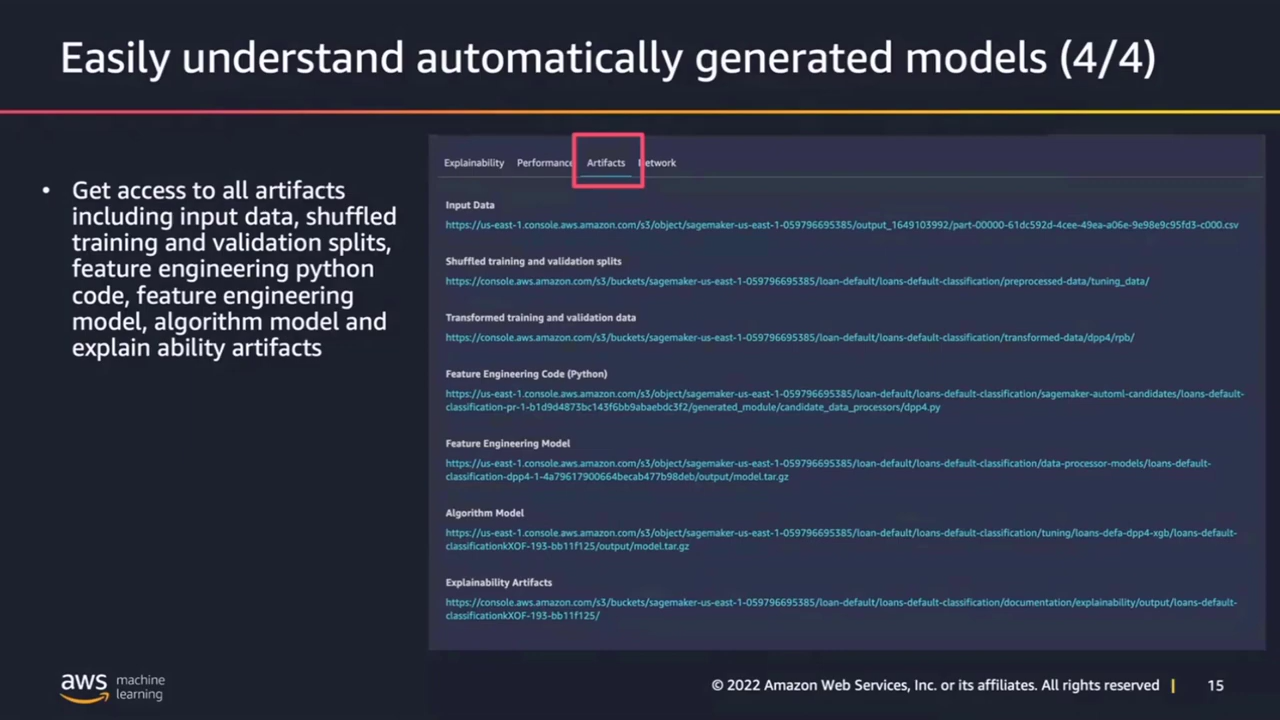 Easily understand automatically generated models (4/4)
• Get access to all artifacts
including input data, shuffled
training and validation splits,
feature engineering python
code, feature engineering
model, algorithm model and
explain ability artifacts
Explainability Performance Artifacts Network
Input Data
https://us-east-1.console.aws.amazon.com/s3/object/sagemaker-us-east-1-059796695385/output_1649103992/part-00000-61dc592d-4cee-49ea-a06e-9e98e9c95fd3-c000.csv
Shuffled training and validation splits
https://console.aws.amazon.com/s3/buckets/sagemaker-us-east-1-059796695385/loan-default/loans-default-classification/preprocessed-data/tuning_data/
Transformed training and validation data
https://console.aws.amazon.com/s3/buckets/sagemaker-us-east-1-059796695385/loan-default/loans-default-classification/transformed-data/dpp4/rpb/
Feature Engineering Code (Python)
https://us-east-1.console.aws.amazon.com/s3/object/sagemaker-us-east-1-059796695385/loan-default/loans-default-classification/sagemaker-automl-candidates/loans-default-
classification-pr-1-b1d9d4873bc143f6bb9abaebdc3f2/generated_module/candidate_data_processors/dpp4.py
Feature Engineering Model
https://us-east-1.console.aws.amazon.com/s3/object/sagemaker-us-east-1-059796695385/loan-default/loans-default-classification/data-processor-models/loans-default-
classification-dpp4-1-4a79617900664becab477b98deb/output/model.tar.gz
Algorithm Model
https://us-east-1.console.aws.amazon.com/s3/object/sagemaker-us-east-1-059796695385/loan-default/loans-default-classification/tuning/loans-defa-dpp4-xgb/loans-default-
classificationkXOF-193-bb11f125/output/model.tar.gz
Explainability Artifacts
https://console.aws.amazon.com/s3/buckets/sagemaker-us-east-1-059796695385/loan-default/loans-default-classification/documentation/explainability/output/loans-default-
classificationkXOF-193-bb11f125/
aws machine
learning
© 2022 Amazon Web Services, Inc. or its affiliates. All rights reserved | 15